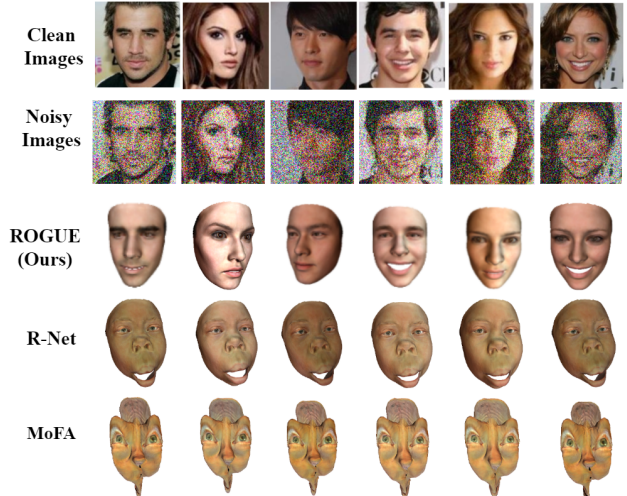 Clean
Images
Noisy
Images
ROGUE
(Ours)
R-Net
MoFA